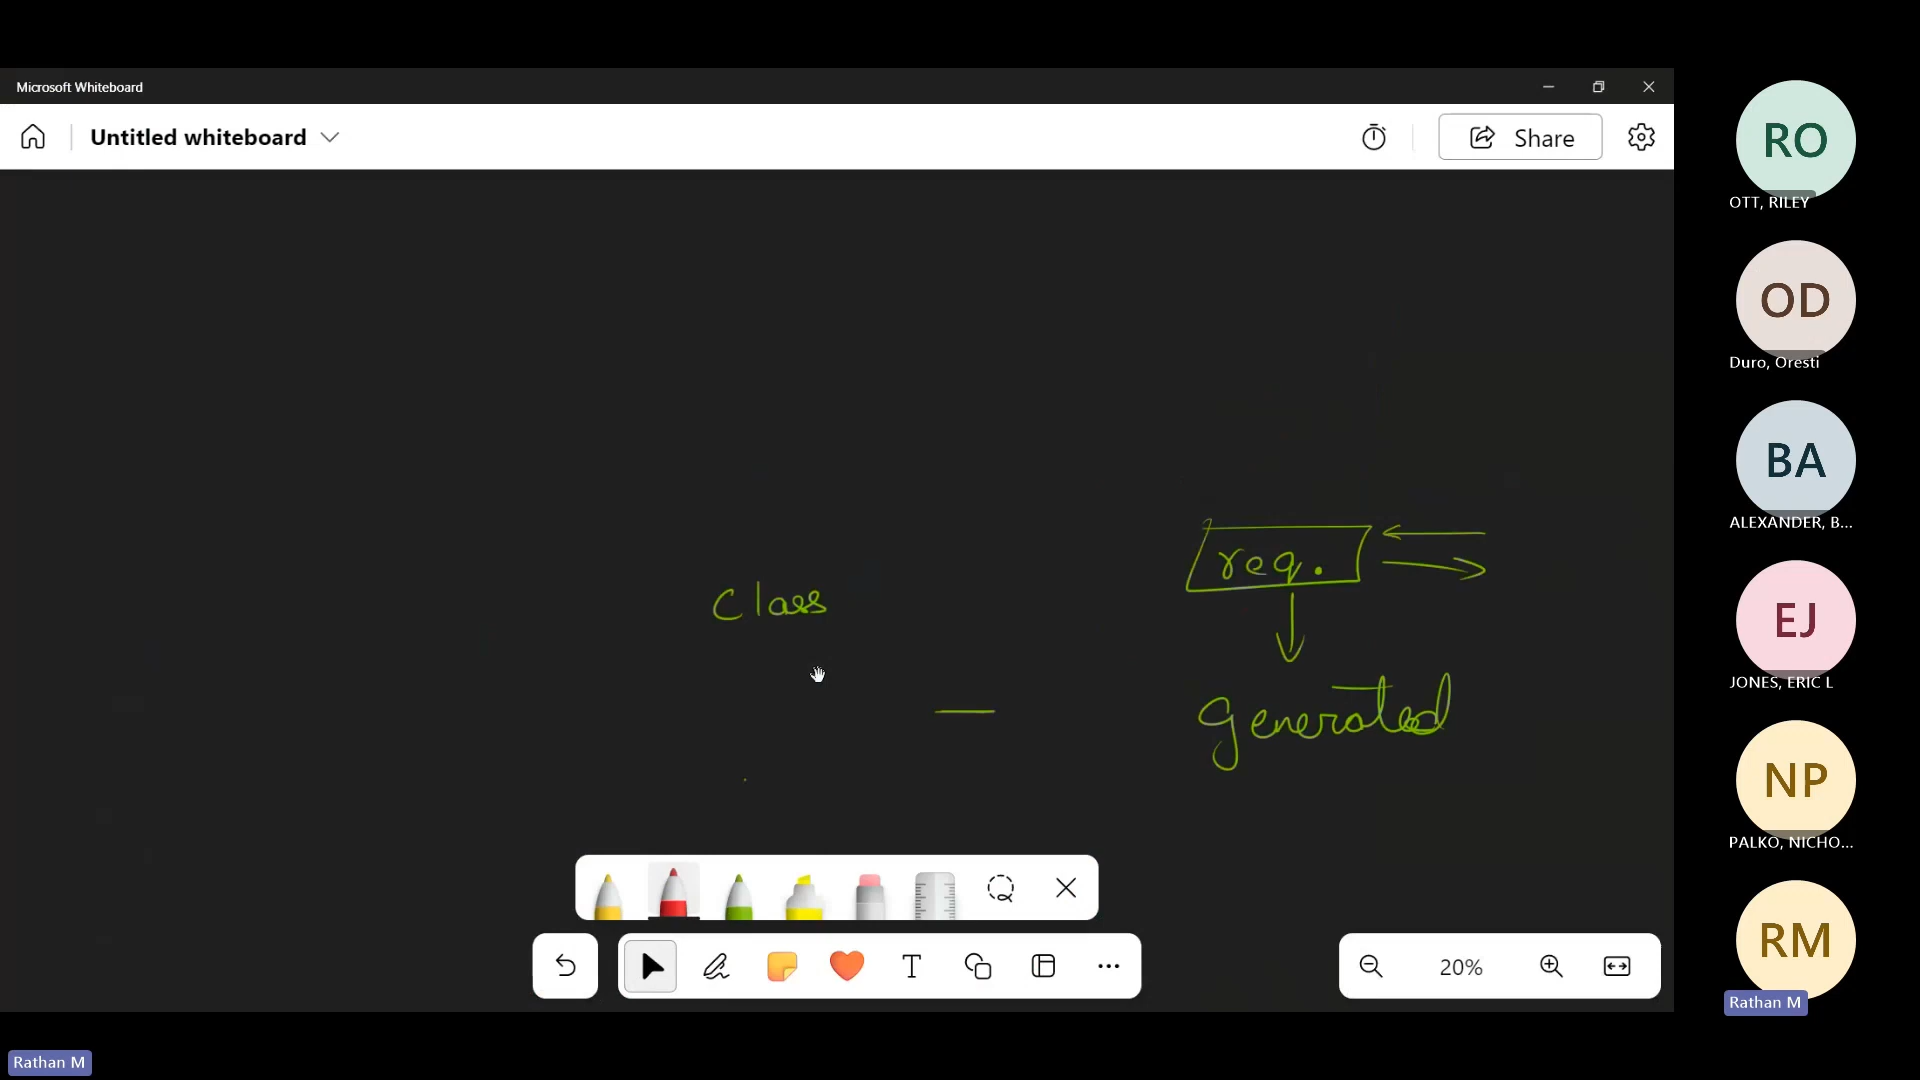 Microsoft Whiteboard
Untitled whiteboard
Share
class
req.
generated
20%
RO
OTT, RILEY
OD
Duro, Oresti
BA
ALEXANDER, B...
EJ
JONES, ERIC L
NP
PALKO, NICHO...
RM
Rathan M
Rathan M